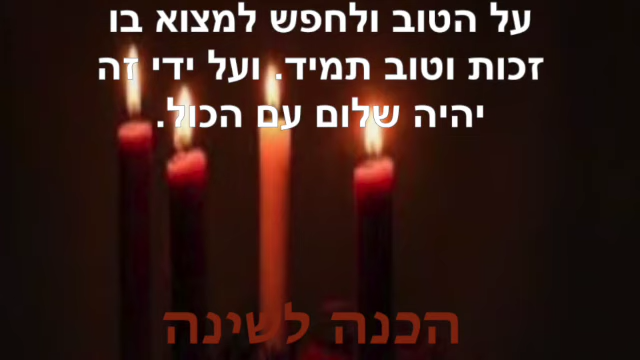 על הטוב ולחפש למצוא בו
זכות וטוב תמיד. ועל ידי זה
יהיה שלום עם הכול.
הכנה לשינה